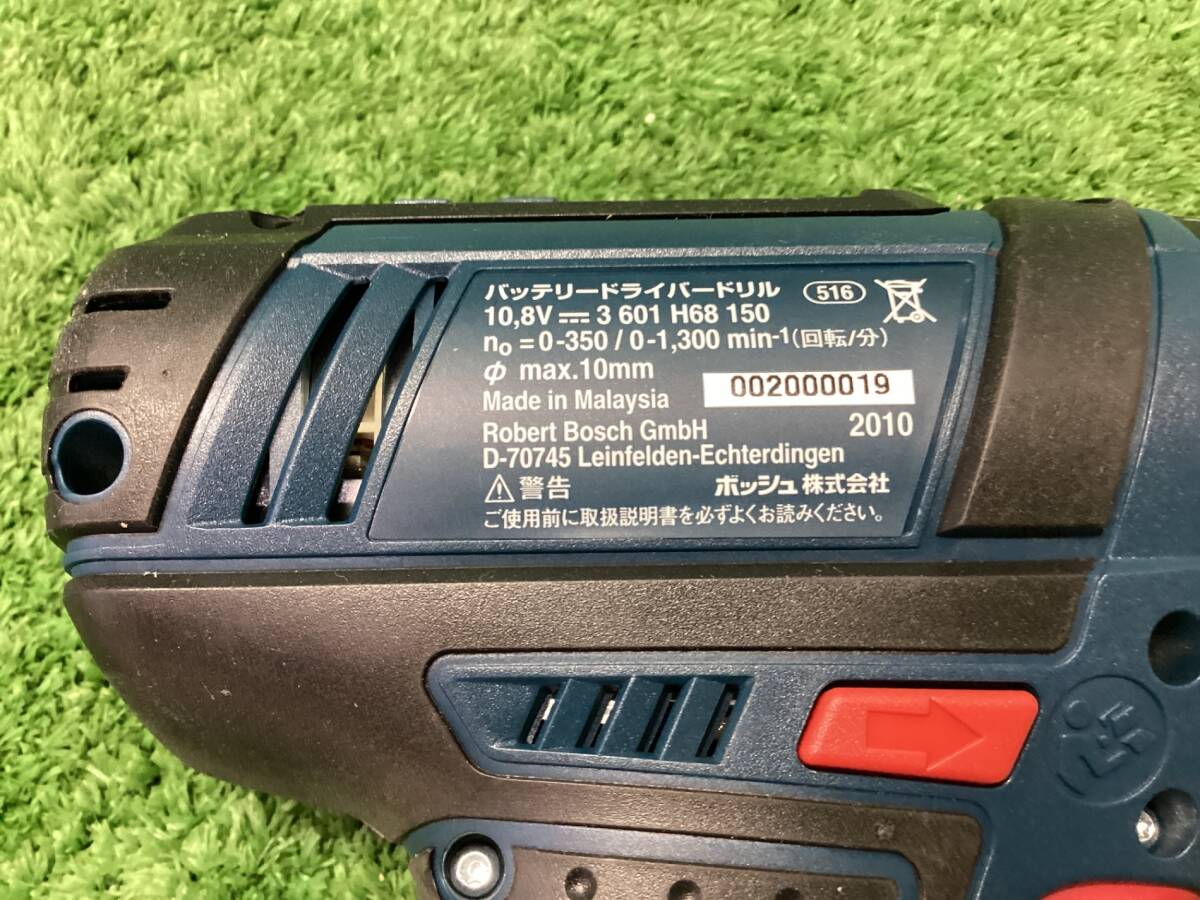 バッテリードライバードリル 516
10,8V ⎓ 3 601 H68 150
n₀ = 0-350 / 0-1,300 min-¹ (回転/分)
ϕ max.10mm
002000019
Made in Malaysia
Robert Bosch GmbH 2010
D-70745 Leinfelden-Echterdingen
⚠ 警告 ボッシュ株式会社
ご使用前に取扱説明書を必ずよくお読みください。